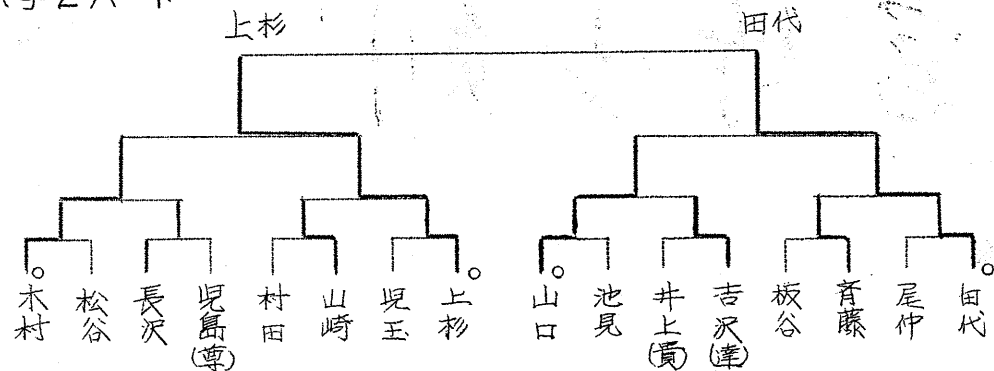 上杉
田代
木村
松谷
長沢
児島(尊)
村田
山崎
児玉
上杉
山口
池見
井上(貴)
吉沢(達)
板谷
斉藤
尾仲
田代